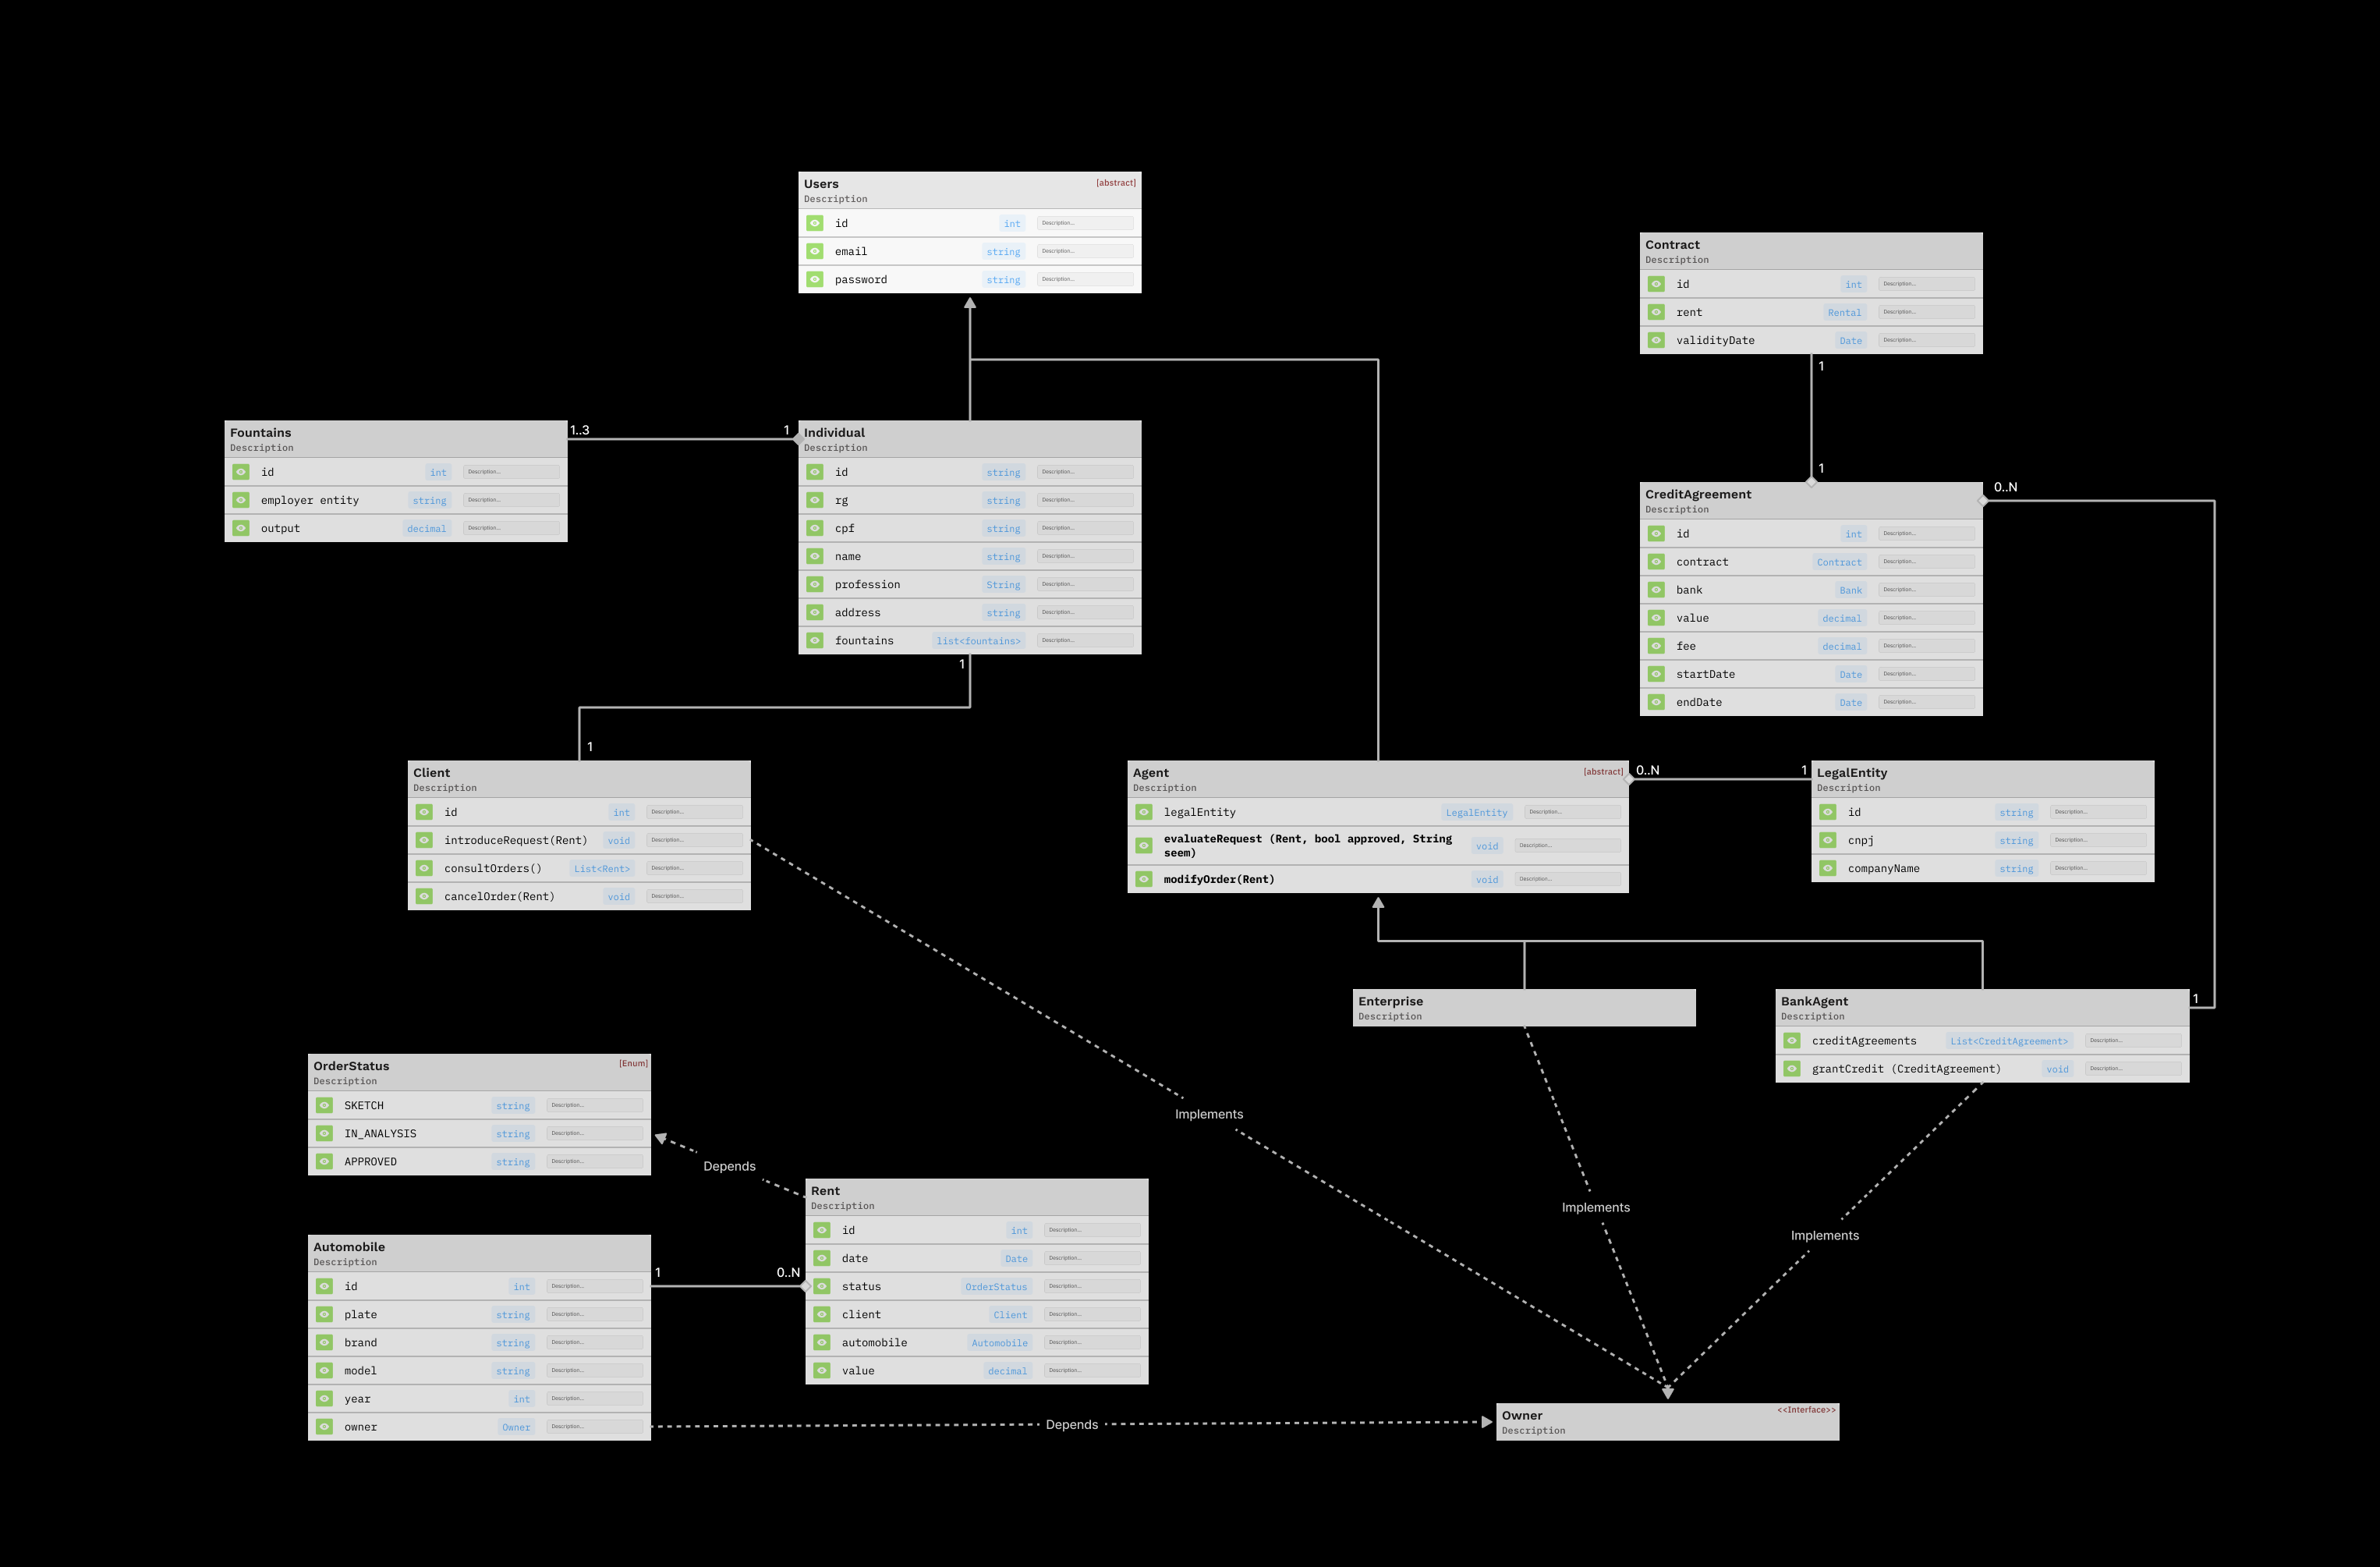 Users [abstract]
Description
id int Description...
email string Description...
password string Description...
Contract
Description
id int Description...
rent Rental Description...
validityDate Date Description...
1
1
Fountains
Description
id int Description...
employer entity string Description...
output decimal Description...
1..3
1
Individual
Description
id string Description...
rg string Description...
cpf string Description...
name string Description...
profession String Description...
address string Description...
fountains list<fountains> Description...
1
1
CreditAgreement
Description
id int Description...
contract Contract Description...
bank Bank Description...
value decimal Description...
fee decimal Description...
startDate Date Description...
endDate Date Description...
0..N
Client
Description
id int Description...
introduceRequest(Rent) void Description...
consultOrders() List<Rent> Description...
cancelOrder(Rent) void Description...
Agent [abstract]
Description
legalEntity LegalEntity Description...
evaluateRequest (Rent, bool approved, String
seem) void Description...
modifyOrder(Rent) void Description...
0..N
1
LegalEntity
Description
id string Description...
cnpj string Description...
companyName string Description...
Enterprise
Description
BankAgent
Description
creditAgreements List<CreditAgreement> Description...
grantCredit (CreditAgreement) void Description...
1
OrderStatus [Enum]
Description
SKETCH string Description...
IN_ANALYSIS string Description...
APPROVED string Description...
Depends
Implements
Implements
Implements
Rent
Description
id int Description...
date Date Description...
status OrderStatus Description...
client Client Description...
automobile Automobile Description...
value decimal Description...
Automobile
Description
id int Description...
plate string Description...
brand string Description...
model string Description...
year int Description...
owner Owner Description...
1
0..N
Depends
Owner <<Interface>>
Description